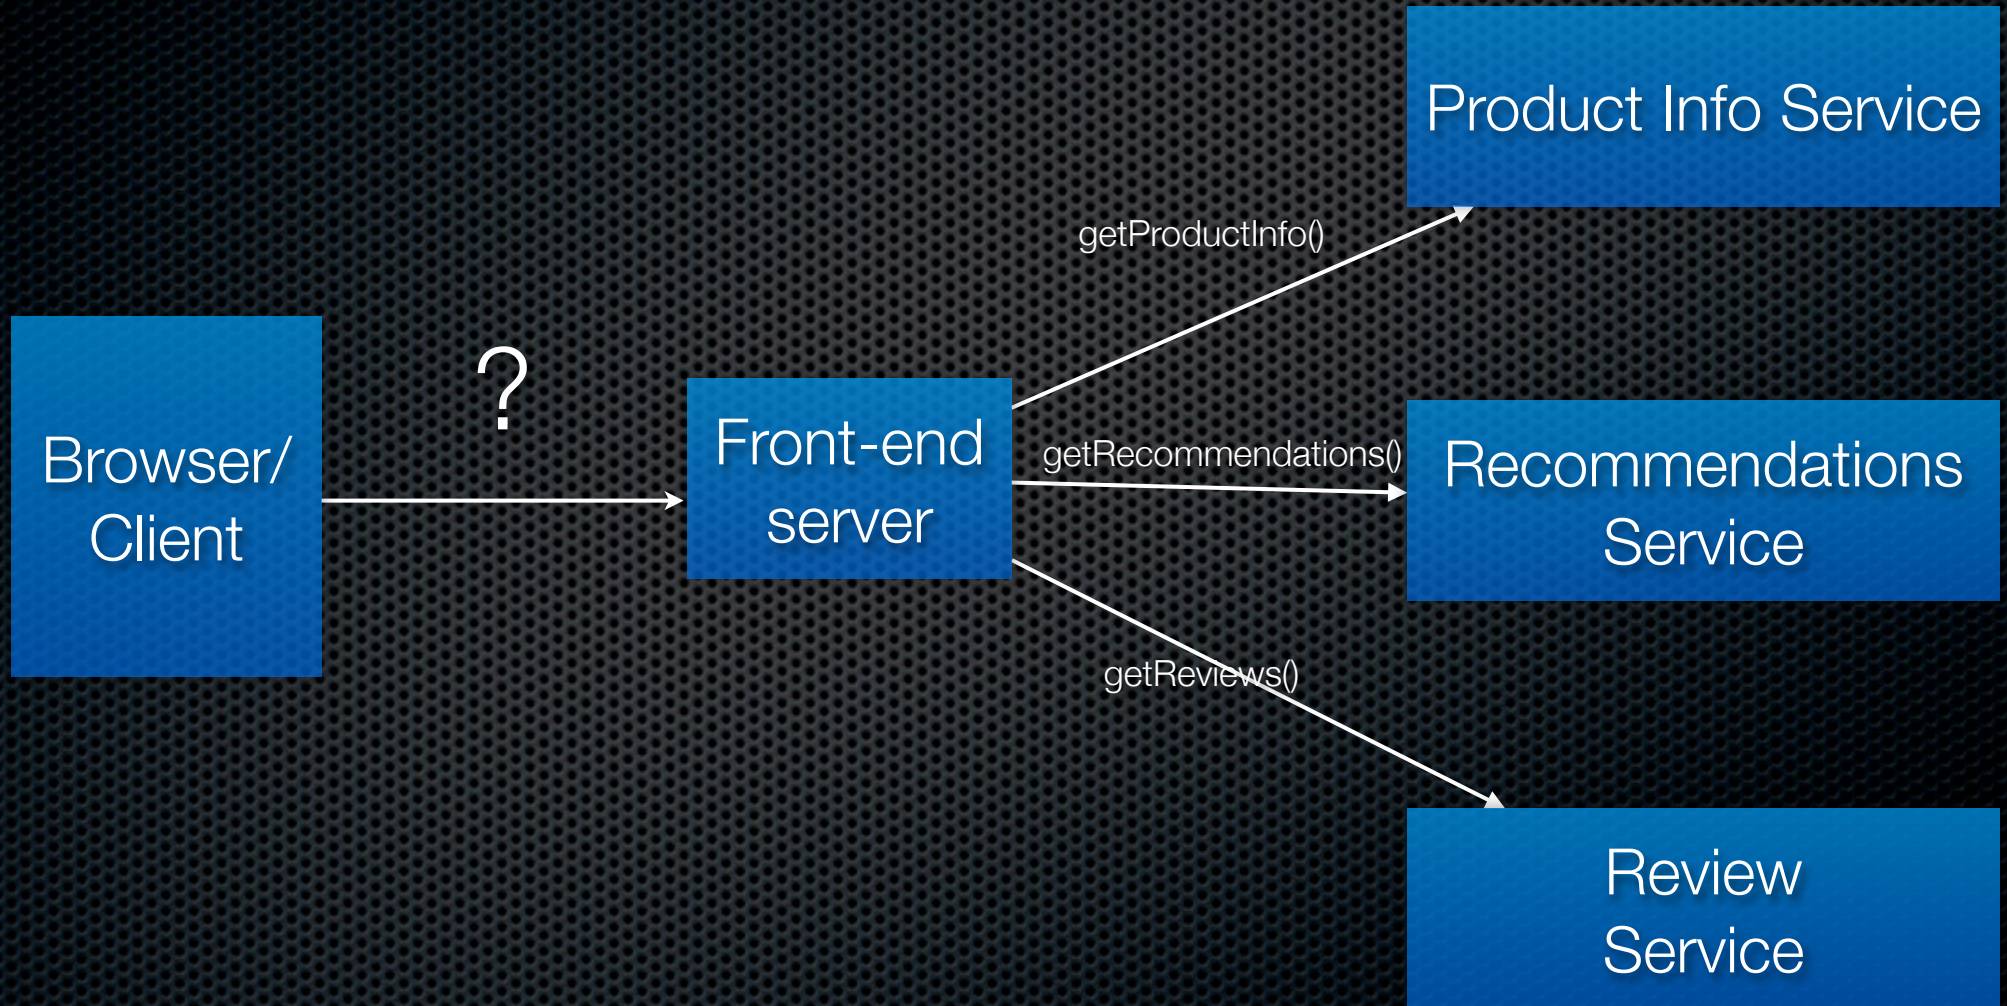 Product Info Service
getProductInfo()
?
Browser/
Client
Front-end
server
getRecommendations()
Recommendations
Service
getReviews()
Review
Service